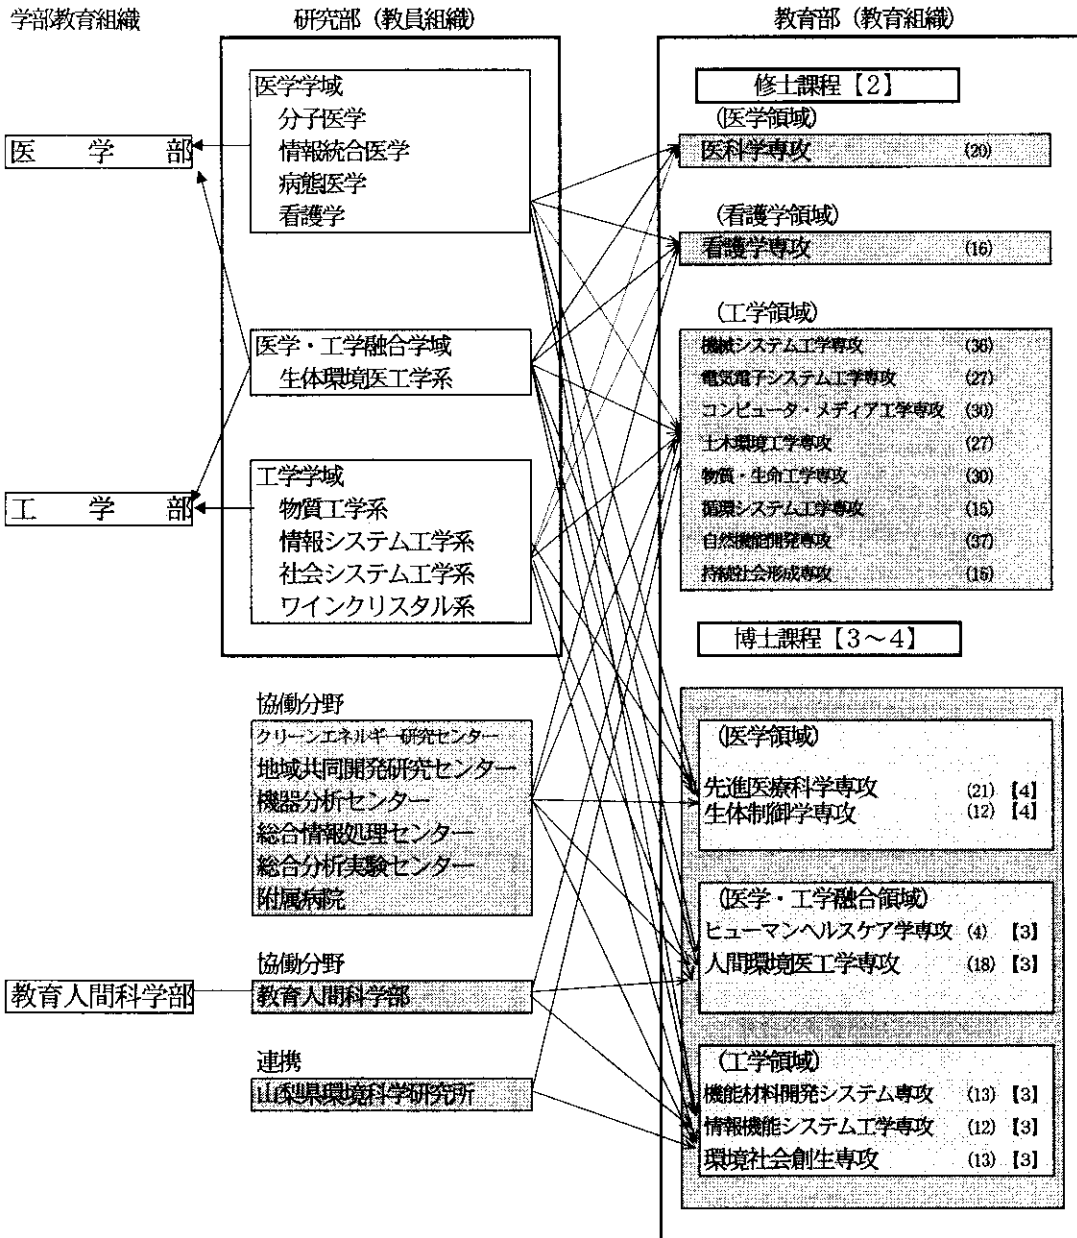 学部教育組織
研究部（教員組織）
教育部（教育組織）
医学部
工学部
教育人間科学部
医学学域
分子医学
情報統合医学
病態医学
看護学
医学・工学融合学域
生体環境医工学系
工学学域
物質工学系
情報システム工学系
社会システム工学系
ワインクリスタル系
協働分野
クリーンエネルギー研究センター
地域共同開発研究センター
機器分析センター
総合情報処理センター
総合分析実験センター
附属病院
協働分野
教育人間科学部
連携
山梨県環境科学研究所
修士課程【2】
（医学領域）
医科学専攻 (20)
（看護学領域）
看護学専攻 (16)
（工学領域）
機械システム工学専攻 (36)
電気電子システム工学専攻 (27)
コンピュータ・メディア工学専攻 (30)
土木環境工学専攻 (27)
物質・生命工学専攻 (30)
循環システム工学専攻 (15)
自然機能開発専攻 (37)
持続社会形成専攻 (15)
博士課程【3～4】
（医学領域）
先進医療科学専攻 (21) 【4】
生体制御学専攻 (12) 【4】
（医学・工学融合領域）
ヒューマンヘルスケア学専攻 (4) 【3】
人間環境医工学専攻 (18) 【3】
（工学領域）
機能材料開発システム専攻 (13) 【3】
情報機能システム工学専攻 (12) 【3】
環境社会創生専攻 (13) 【3】